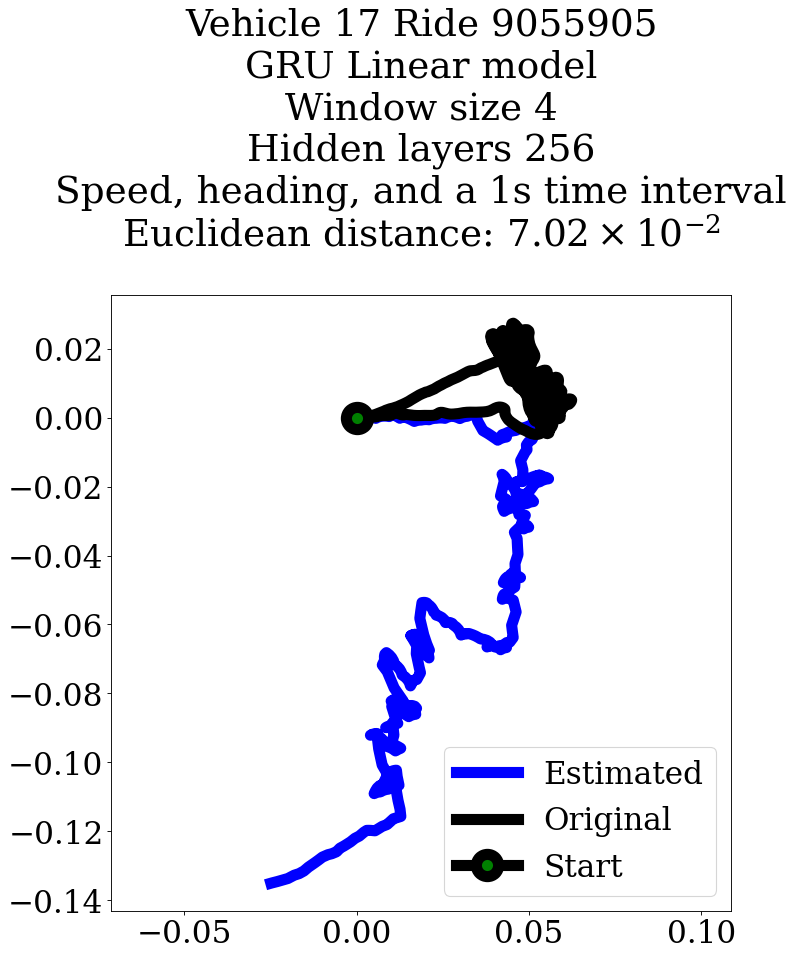 Vehicle 17 Ride 9055905
GRU Linear model
Window size 4
Hidden layers 256
Speed, heading, and a 1s time interval
Euclidean distance: 7.02 × 10⁻²
0.02
0.00
−0.02
−0.04
−0.06
−0.08
−0.10
−0.12
−0.14
Estimated
Original
Start
−0.05 0.00 0.05 0.10